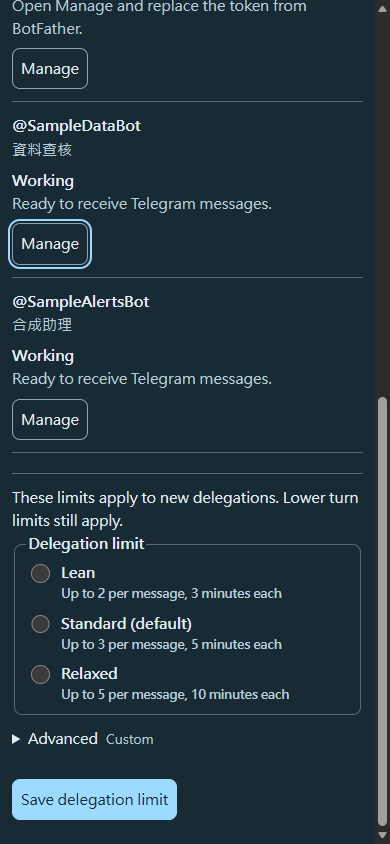 Open Manage and replace the token from
BotFather.
Manage
@SampleDataBot
資料查核
Working
Ready to receive Telegram messages.
Manage
@SampleAlertsBot
合成助理
Working
Ready to receive Telegram messages.
Manage
These limits apply to new delegations. Lower turn
limits still apply.
Delegation limit
Lean
Up to 2 per message, 3 minutes each
Standard (default)
Up to 3 per message, 5 minutes each
Relaxed
Up to 5 per message, 10 minutes each
Advanced Custom
Save delegation limit